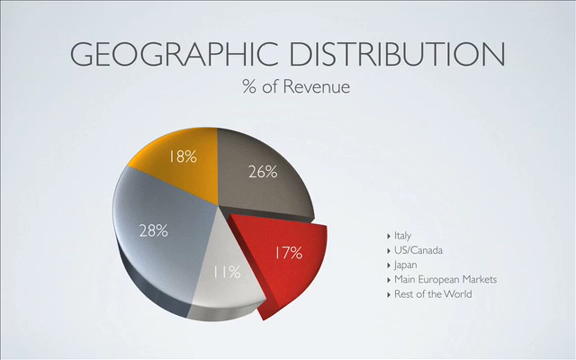 GEOGRAPHIC DISTRIBUTION
% of Revenue
18%
26%
28%
17%
11%
Italy
US/Canada
Japan
Main European Markets
Rest of the World